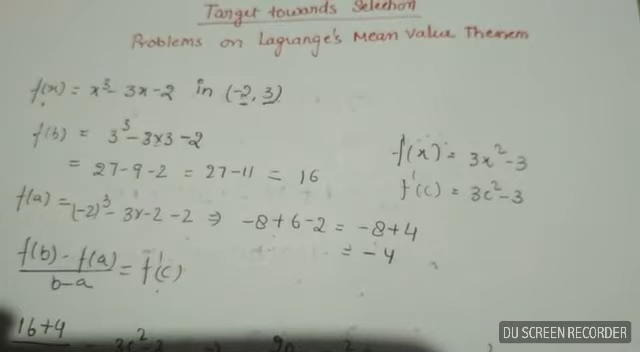 Target towards Selection
Problems on Lagrange's Mean Value Theorem
f(x) = x³- 3x-2 in (-2, 3)
f(b) = 3³-3×3-2
= 27-9-2 = 27-11 = 16
f(x) = 3x²-3
f'(c) = 3c²-3
f(a) = (-2)³- 3x-2-2 ⇒ -8+6-2 = -8+4
= -4
f(b) - f(a) / b-a = f'(c)
16+4
DU SCREEN RECORDER